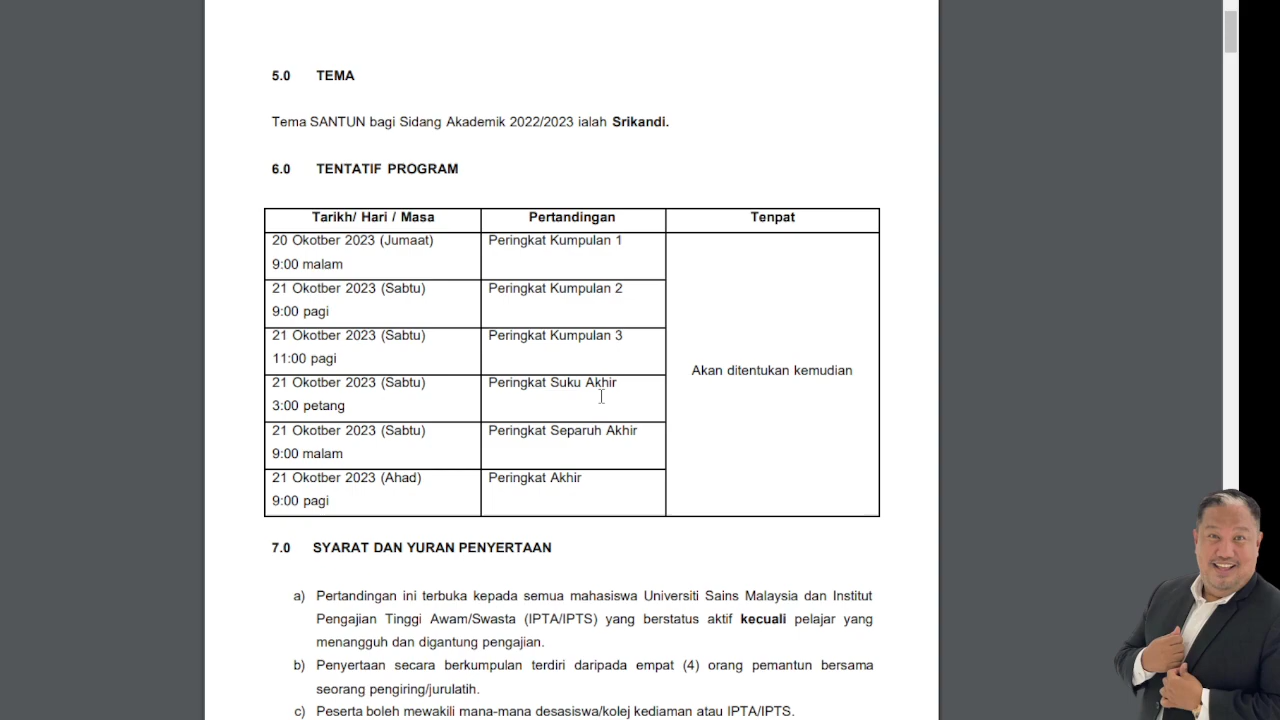 5.0 TEMA
Tema SANTUN bagi Sidang Akademik 2022/2023 ialah Srikandi.
6.0 TENTATIF PROGRAM
Tarikh/ Hari / Masa Pertandingan Tenpat
20 Okotber 2023 (Jumaat) Peringkat Kumpulan 1
9:00 malam
21 Okotber 2023 (Sabtu) Peringkat Kumpulan 2
9:00 pagi
21 Okotber 2023 (Sabtu) Peringkat Kumpulan 3
11:00 pagi
Akan ditentukan kemudian
21 Okotber 2023 (Sabtu) Peringkat Suku Akhir
3:00 petang
21 Okotber 2023 (Sabtu) Peringkat Separuh Akhir
9:00 malam
21 Okotber 2023 (Ahad) Peringkat Akhir
9:00 pagi
7.0 SYARAT DAN YURAN PENYERTAAN
a) Pertandingan ini terbuka kepada semua mahasiswa Universiti Sains Malaysia dan Institut
Pengajian Tinggi Awam/Swasta (IPTA/IPTS) yang berstatus aktif kecuali pelajar yang
menangguh dan digantung pengajian.
b) Penyertaan secara berkumpulan terdiri daripada empat (4) orang pemantun bersama
seorang pengiring/jurulatih.
c) Peserta boleh mewakili mana-mana desasiswa/kolej kediaman atau IPTA/IPTS.